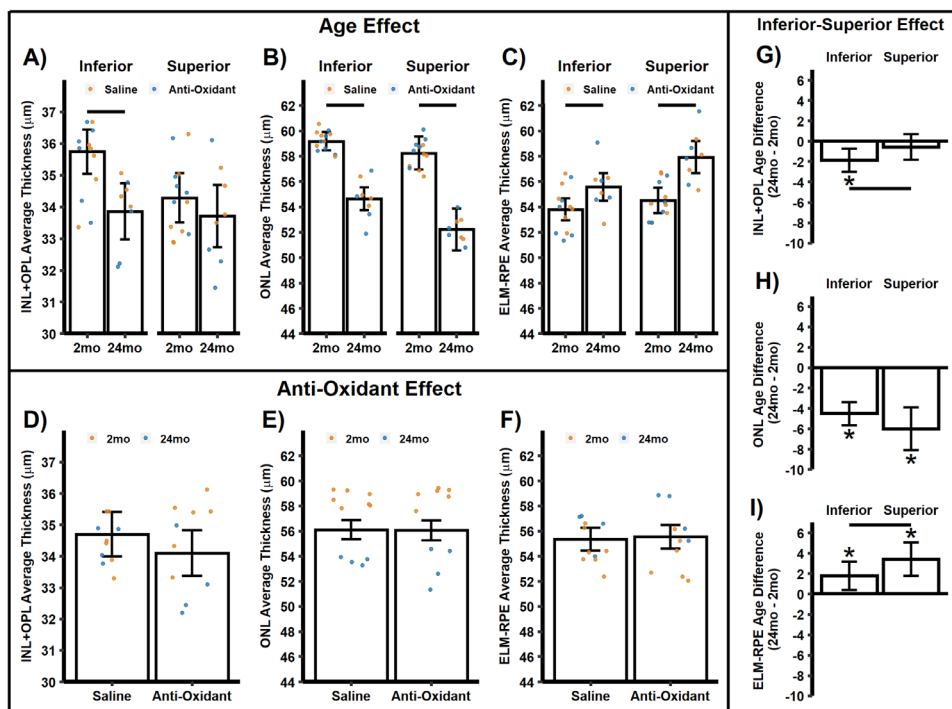 Age Effect
A)
Inferior Superior
Saline Anti-Oxidant
INL+OPL Average Thickness (μm)
37
36
35
34
33
32
31
30
2mo 24mo 2mo 24mo
B)
Inferior Superior
Saline Anti-Oxidant
ONL Average Thickness (μm)
62
60
58
56
54
52
50
48
46
44
2mo 24mo 2mo 24mo
C)
Inferior Superior
Saline Anti-Oxidant
ELM-RPE Average Thickness (μm)
62
60
58
56
54
52
50
48
46
44
2mo 24mo 2mo 24mo
Anti-Oxidant Effect
D)
2mo 24mo
INL+OPL Average Thickness (μm)
37
36
35
34
33
32
31
30
Saline Anti-Oxidant
E)
2mo 24mo
ONL Average Thickness (μm)
62
60
58
56
54
52
50
48
46
44
Saline Anti-Oxidant
F)
2mo 24mo
ELM-RPE Average Thickness (μm)
62
60
58
56
54
52
50
48
46
44
Saline Anti-Oxidant
Inferior-Superior Effect
G)
Inferior Superior
INL+OPL Age Difference
(24mo - 2mo)
6
4
2
0
-2
-4
-6
-8
-10
*
H)
Inferior Superior
ONL Age Difference
(24mo - 2mo)
6
4
2
0
-2
-4
-6
-8
-10
* *
I)
Inferior Superior
ELM-RPE Age Difference
(24mo - 2mo)
6
4
2
0
-2
-4
-6
-8
-10
* *